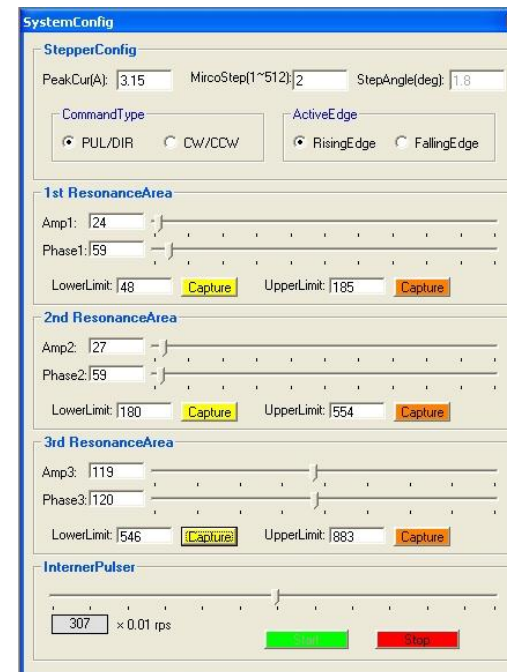 SystemConfig
StepperConfig
PeakCur(A): 3.15 MircoStep(1~512): 2 StepAngle(deg): 1.8
CommandType ActiveEdge
PUL/DIR CW/CCW RisingEdge FallingEdge
1st ResonanceArea
Amp1: 24
Phase1: 59
LowerLimit: 48 Capture UpperLimit: 185 Capture
2nd ResonanceArea
Amp2: 27
Phase2: 59
LowerLimit: 180 Capture UpperLimit: 554 Capture
3rd ResonanceArea
Amp3: 119
Phase3: 120
LowerLimit: 546 Capture UpperLimit: 883 Capture
InternerPulser
307 × 0.01 rps Start Stop